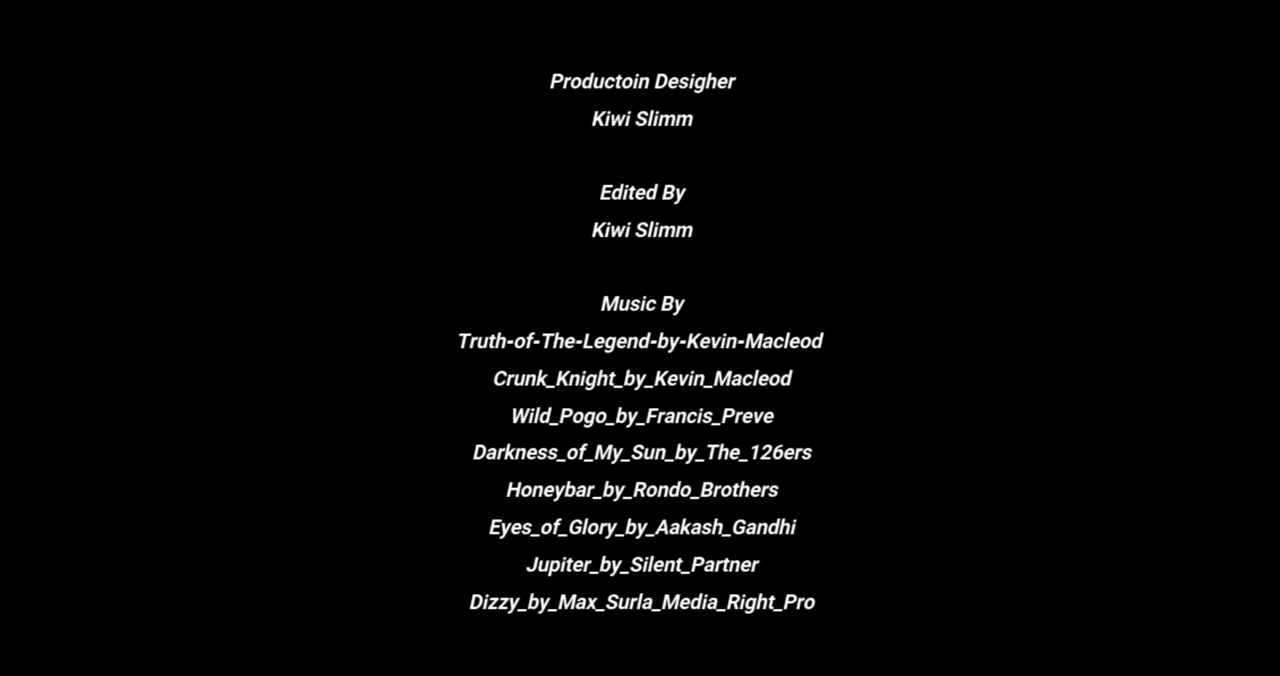 Productoin Desigher
Kiwi Slimm
Edited By
Kiwi Slimm
Music By
Truth-of-The-Legend-by-Kevin-Macleod
Crunk_Knight_by_Kevin_Macleod
Wild_Pogo_by_Francis_Preve
Darkness_of_My_Sun_by_The_126ers
Honeybar_by_Rondo_Brothers
Eyes_of_Glory_by_Aakash_Gandhi
Jupiter_by_Silent_Partner
Dizzy_by_Max_Surla_Media_Right_Pro